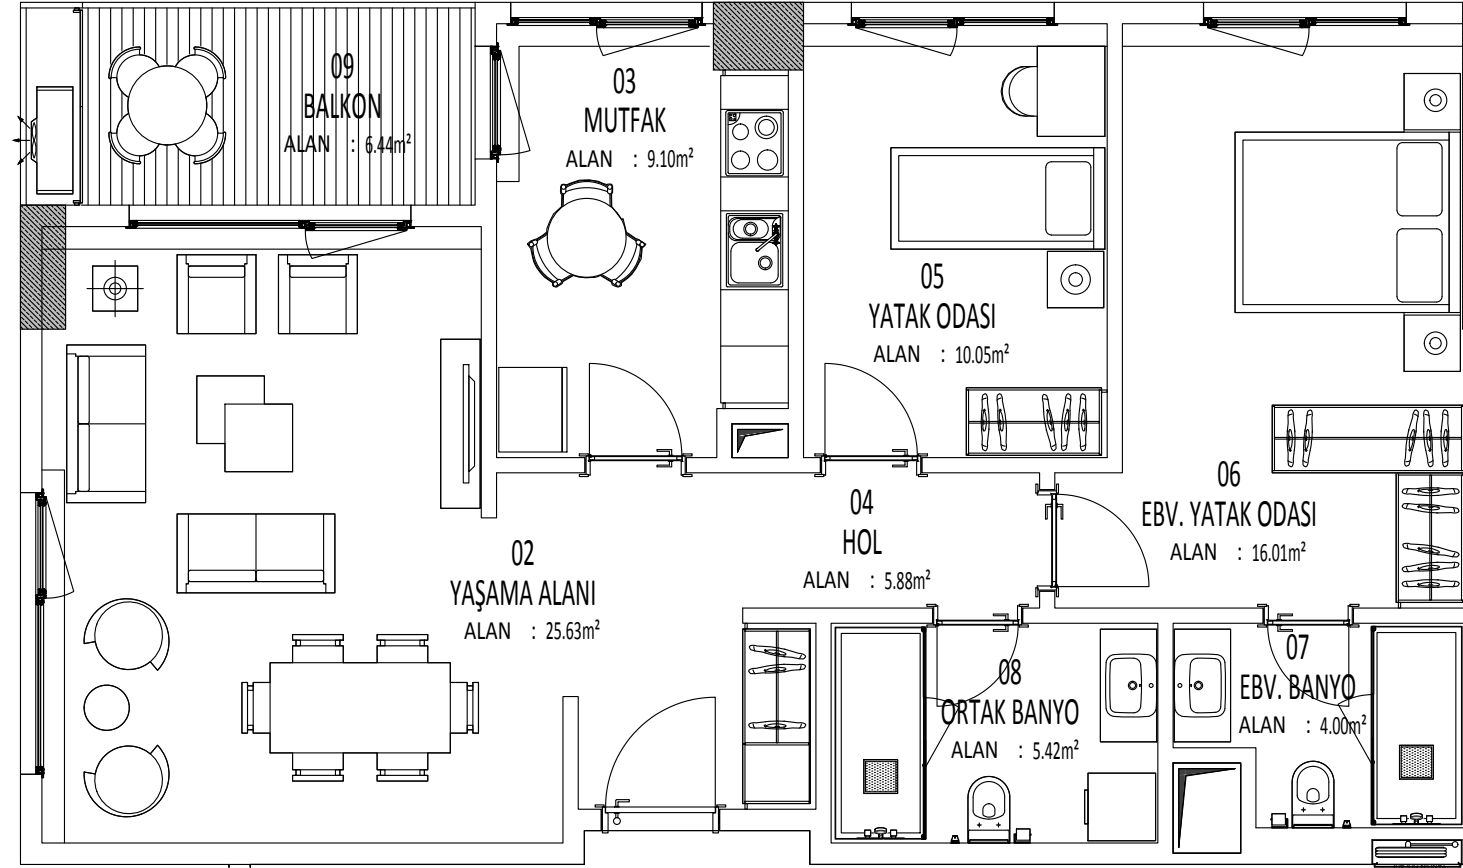 09
BALKON
ALAN : 6.44m²
03
MUTFAK
ALAN : 9.10m²
05
YATAK ODASI
ALAN : 10.05m²
04
HOL
ALAN : 5.88m²
06
EBV. YATAK ODASI
ALAN : 16.01m²
02
YAŞAMA ALANI
ALAN : 25.63m²
08
ORTAK BANYO
ALAN : 5.42m²
07
EBV. BANYO
ALAN : 4.00m²